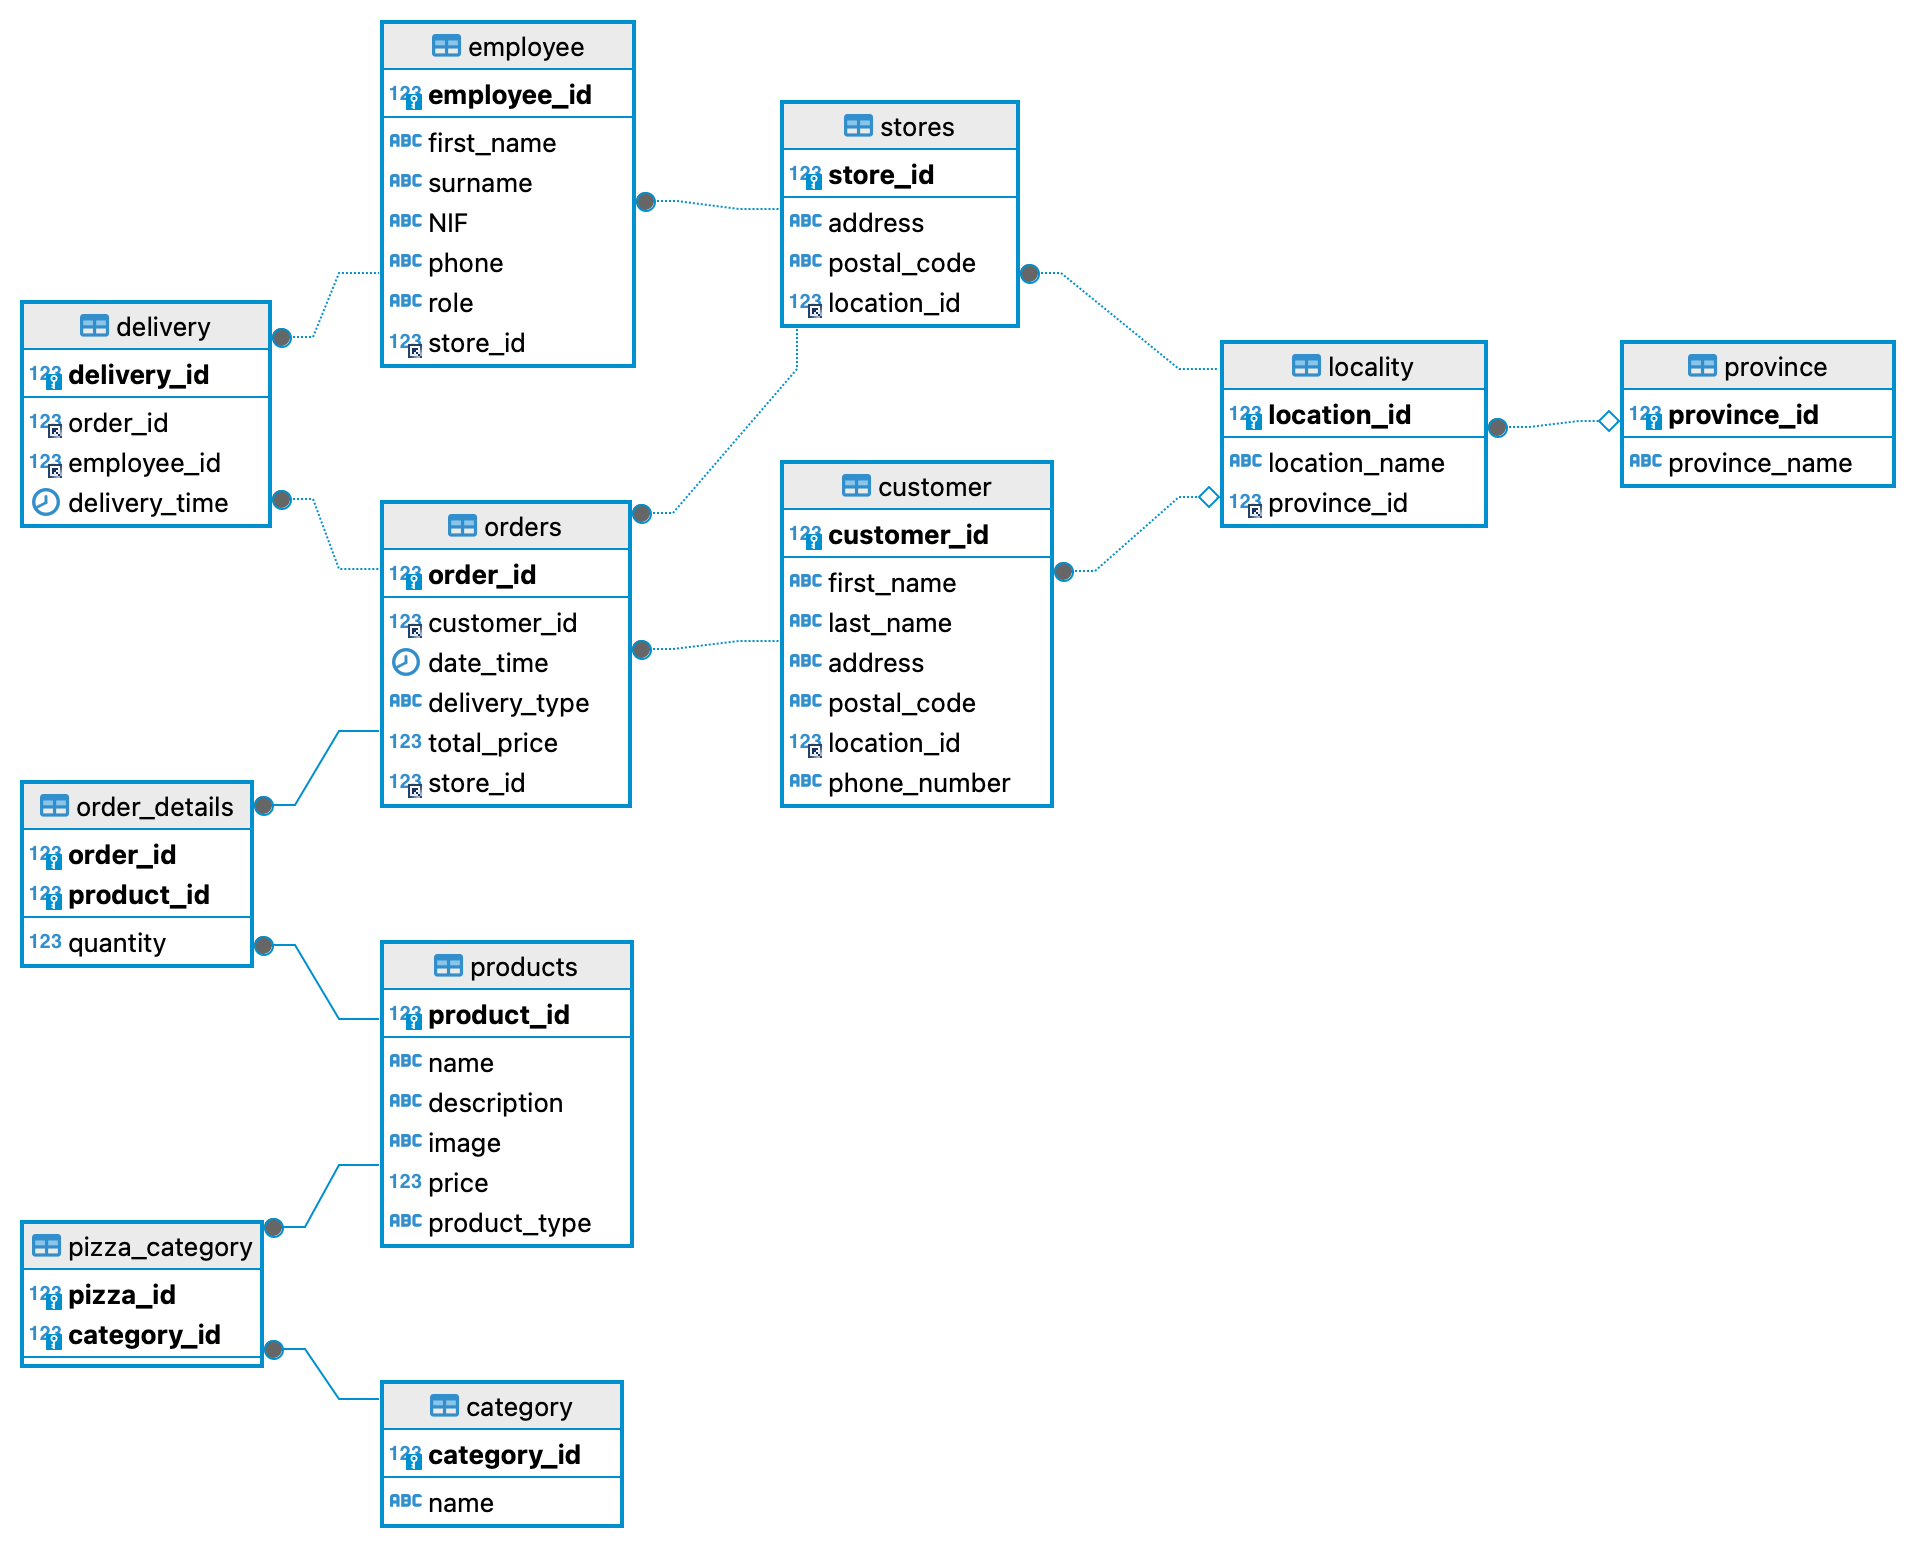 employee
123 employee_id
ABC first_name
ABC surname
ABC NIF
ABC phone
ABC role
123 store_id
stores
123 store_id
ABC address
ABC postal_code
123 location_id
delivery
123 delivery_id
123 order_id
123 employee_id
delivery_time
locality
123 location_id
ABC location_name
123 province_id
province
123 province_id
ABC province_name
orders
123 order_id
123 customer_id
date_time
ABC delivery_type
123 total_price
123 store_id
customer
123 customer_id
ABC first_name
ABC last_name
ABC address
ABC postal_code
123 location_id
ABC phone_number
order_details
123 order_id
123 product_id
123 quantity
products
123 product_id
ABC name
ABC description
ABC image
123 price
ABC product_type
pizza_category
123 pizza_id
123 category_id
category
123 category_id
ABC name